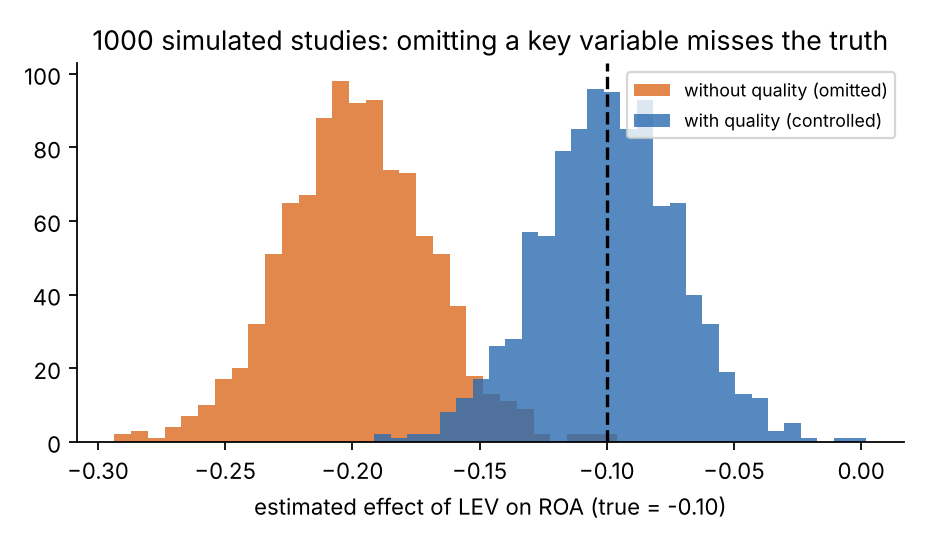 1000 simulated studies: omitting a key variable misses the truth
without quality (omitted)
with quality (controlled)
100
80
60
40
20
0
−0.30 −0.25 −0.20 −0.15 −0.10 −0.05 0.00
estimated effect of LEV on ROA (true = -0.10)